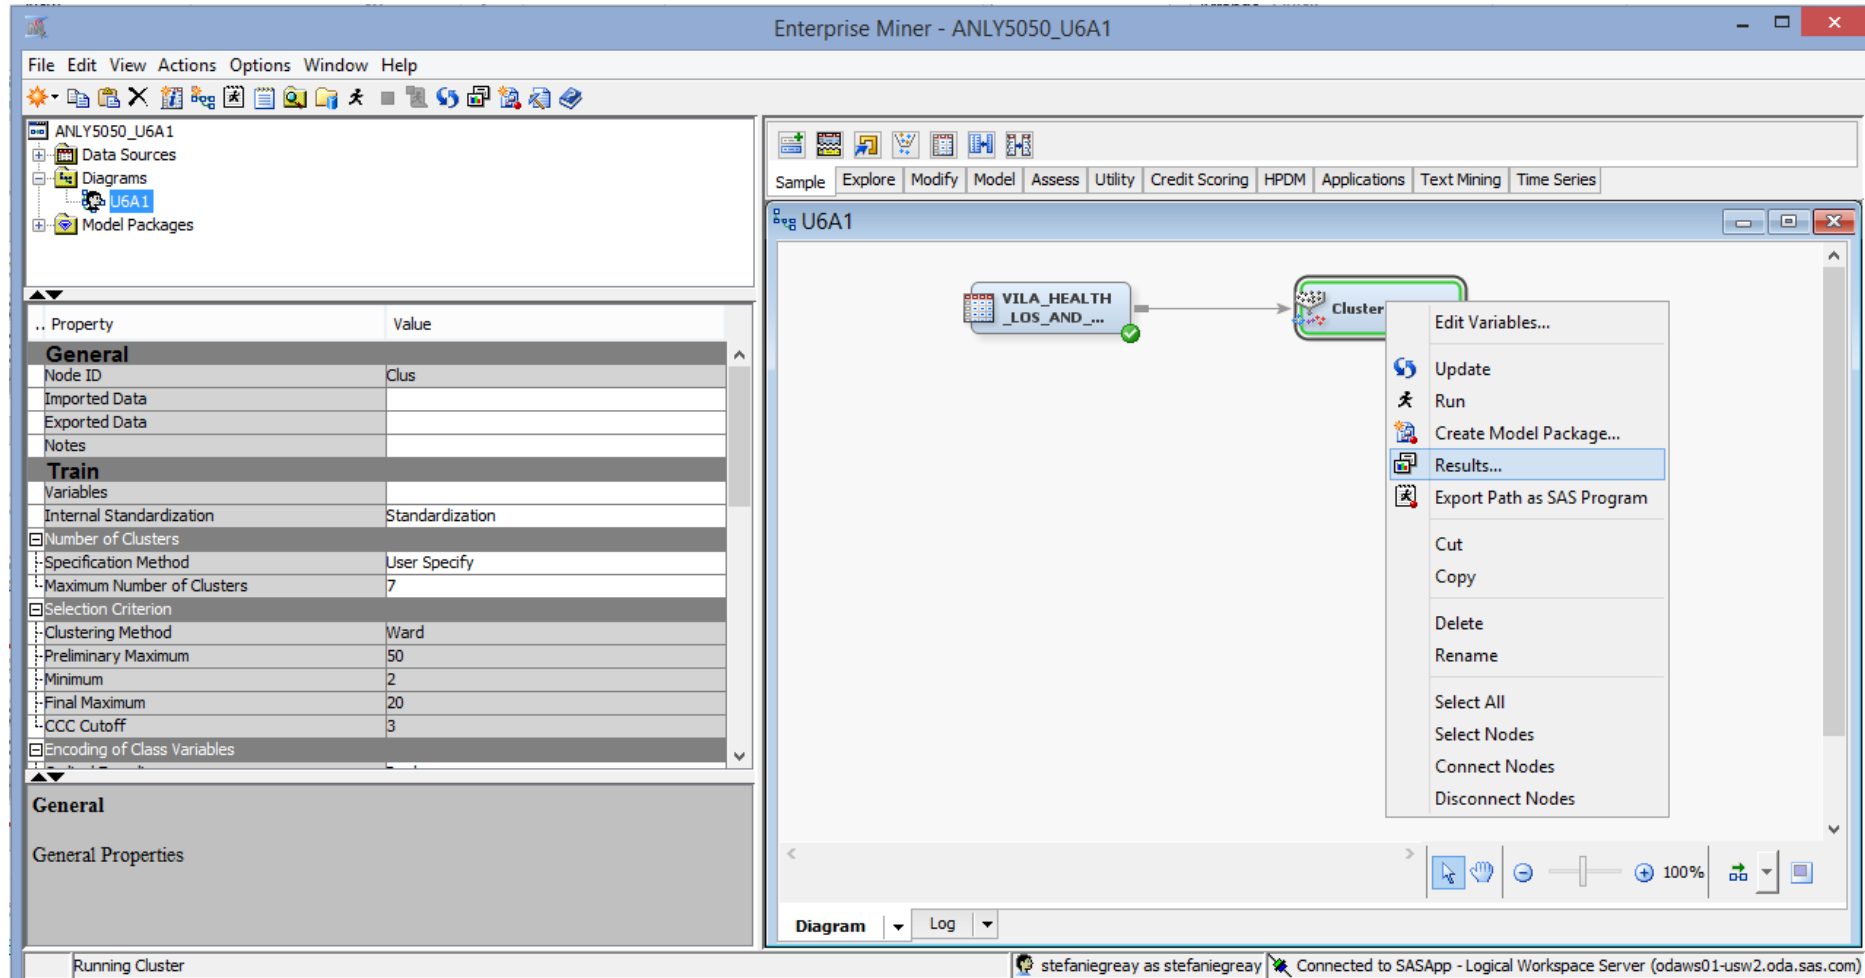 Enterprise Miner - ANLY5050_U6A1
File Edit View Actions Options Window Help
ANLY5050_U6A1
Data Sources
Diagrams
U6A1
Model Packages
.. Property Value
General
Node ID Clus
Imported Data
Exported Data
Notes
Train
Variables
Internal Standardization Standardization
Number of Clusters
Specification Method User Specify
Maximum Number of Clusters 7
Selection Criterion
Clustering Method Ward
Preliminary Maximum 50
Minimum 2
Final Maximum 20
CCC Cutoff 3
Encoding of Class Variables
General
General Properties
Sample Explore Modify Model Assess Utility Credit Scoring HPDM Applications Text Mining Time Series
U6A1
VILA_HEALTH
_LOS_AND_...
Cluster
Edit Variables...
Update
Run
Create Model Package...
Results...
Export Path as SAS Program
Cut
Copy
Delete
Rename
Select All
Select Nodes
Connect Nodes
Disconnect Nodes
100%
Diagram Log
Running Cluster
stefaniegreay as stefaniegreay Connected to SASApp - Logical Workspace Server (odaws01-usw2.oda.sas.com)